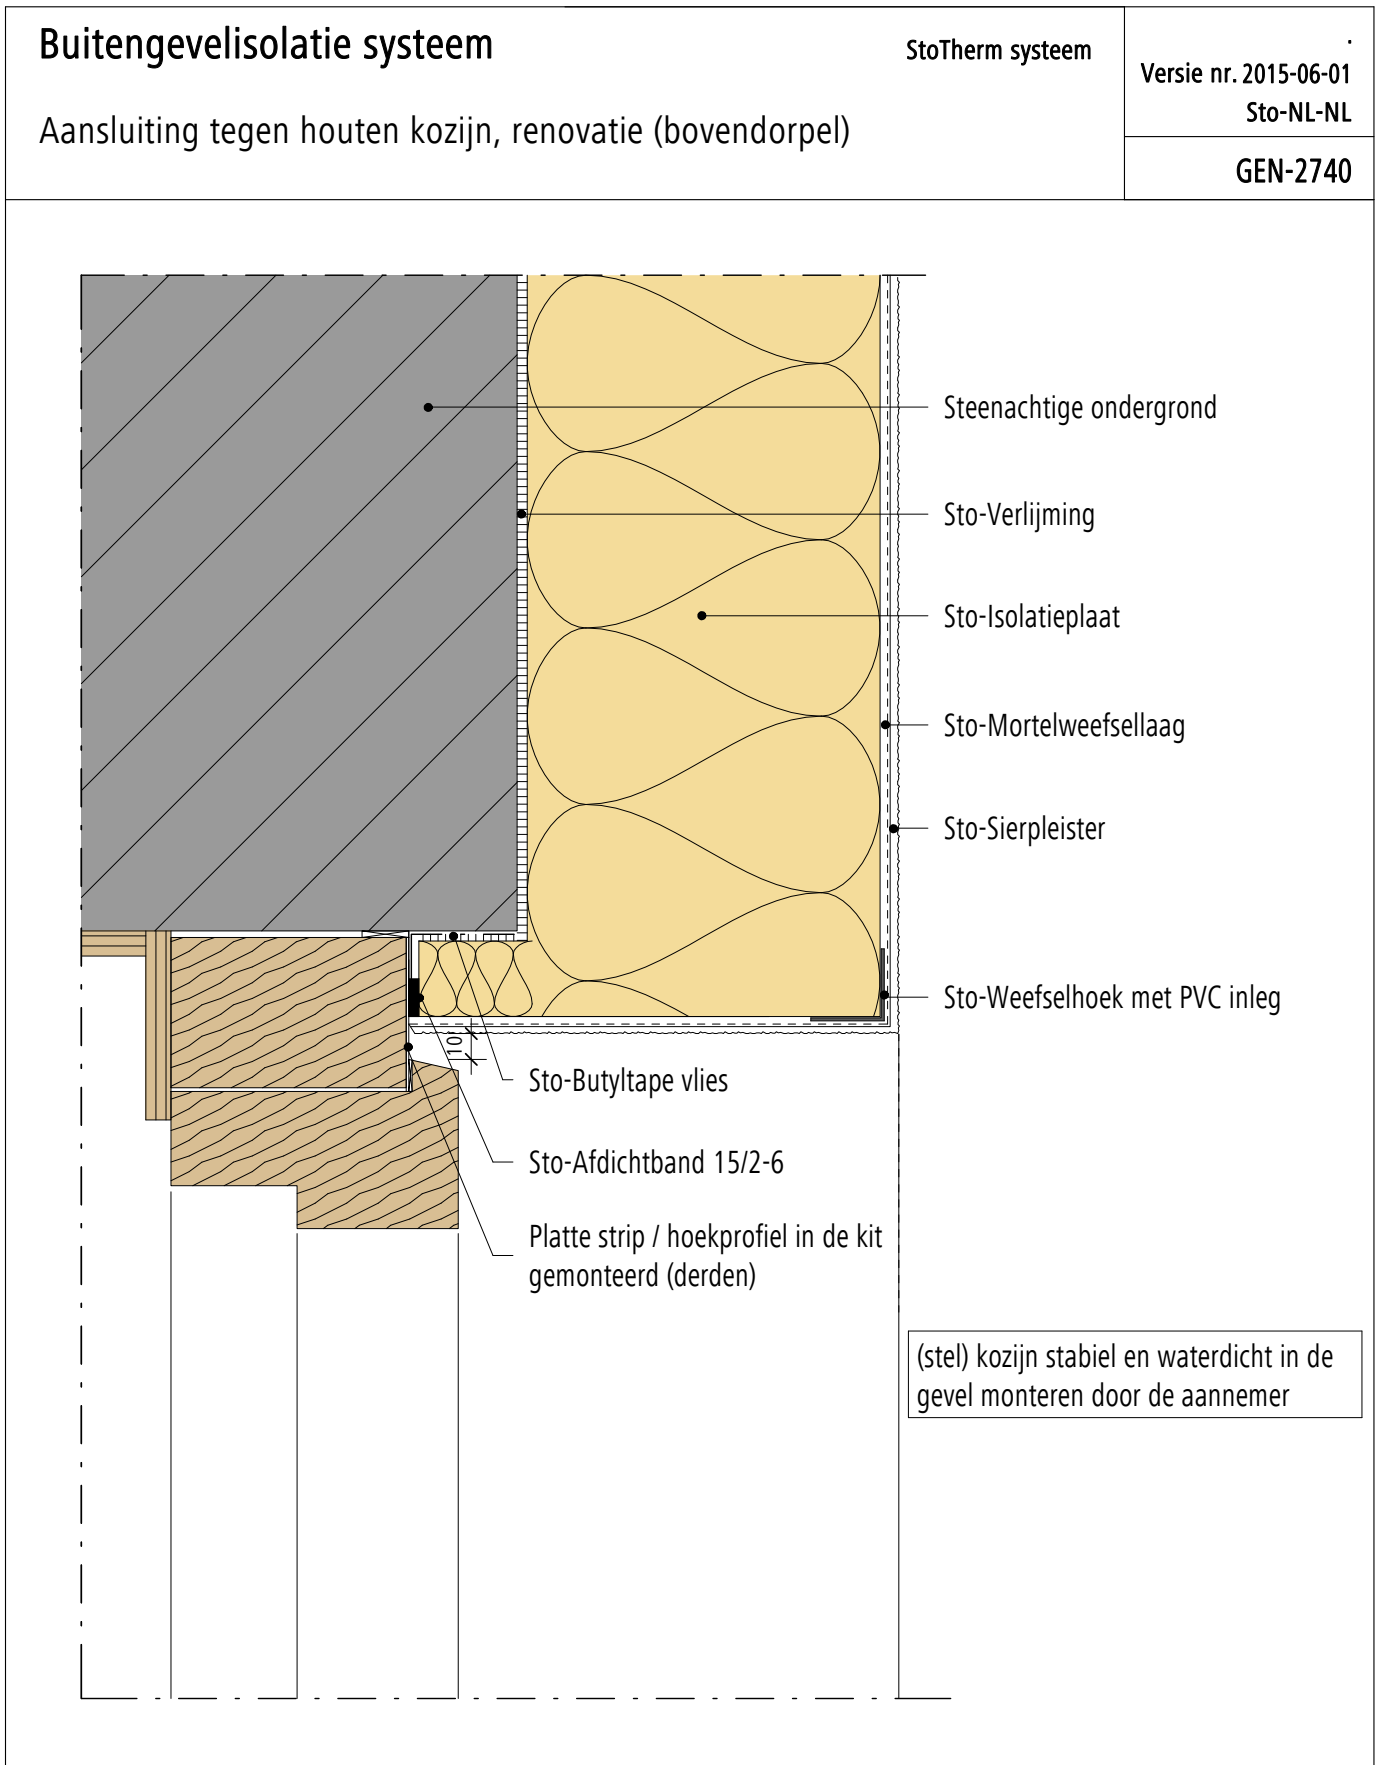 Buitengevelisolatie systeem
StoTherm systeem
.
Versie nr. 2015-06-01
Sto-NL-NL
Aansluiting tegen houten kozijn, renovatie (bovendorpel)
GEN-2740
Steenachtige ondergrond
Sto-Verlijming
Sto-Isolatieplaat
Sto-Mortelweefsellaag
Sto-Sierpleister
Sto-Weefselhoek met PVC inleg
10
Sto-Butyltape vlies
Sto-Afdichtband 15/2-6
Platte strip / hoekprofiel in de kit
gemonteerd (derden)
(stel) kozijn stabiel en waterdicht in de
gevel monteren door de aannemer